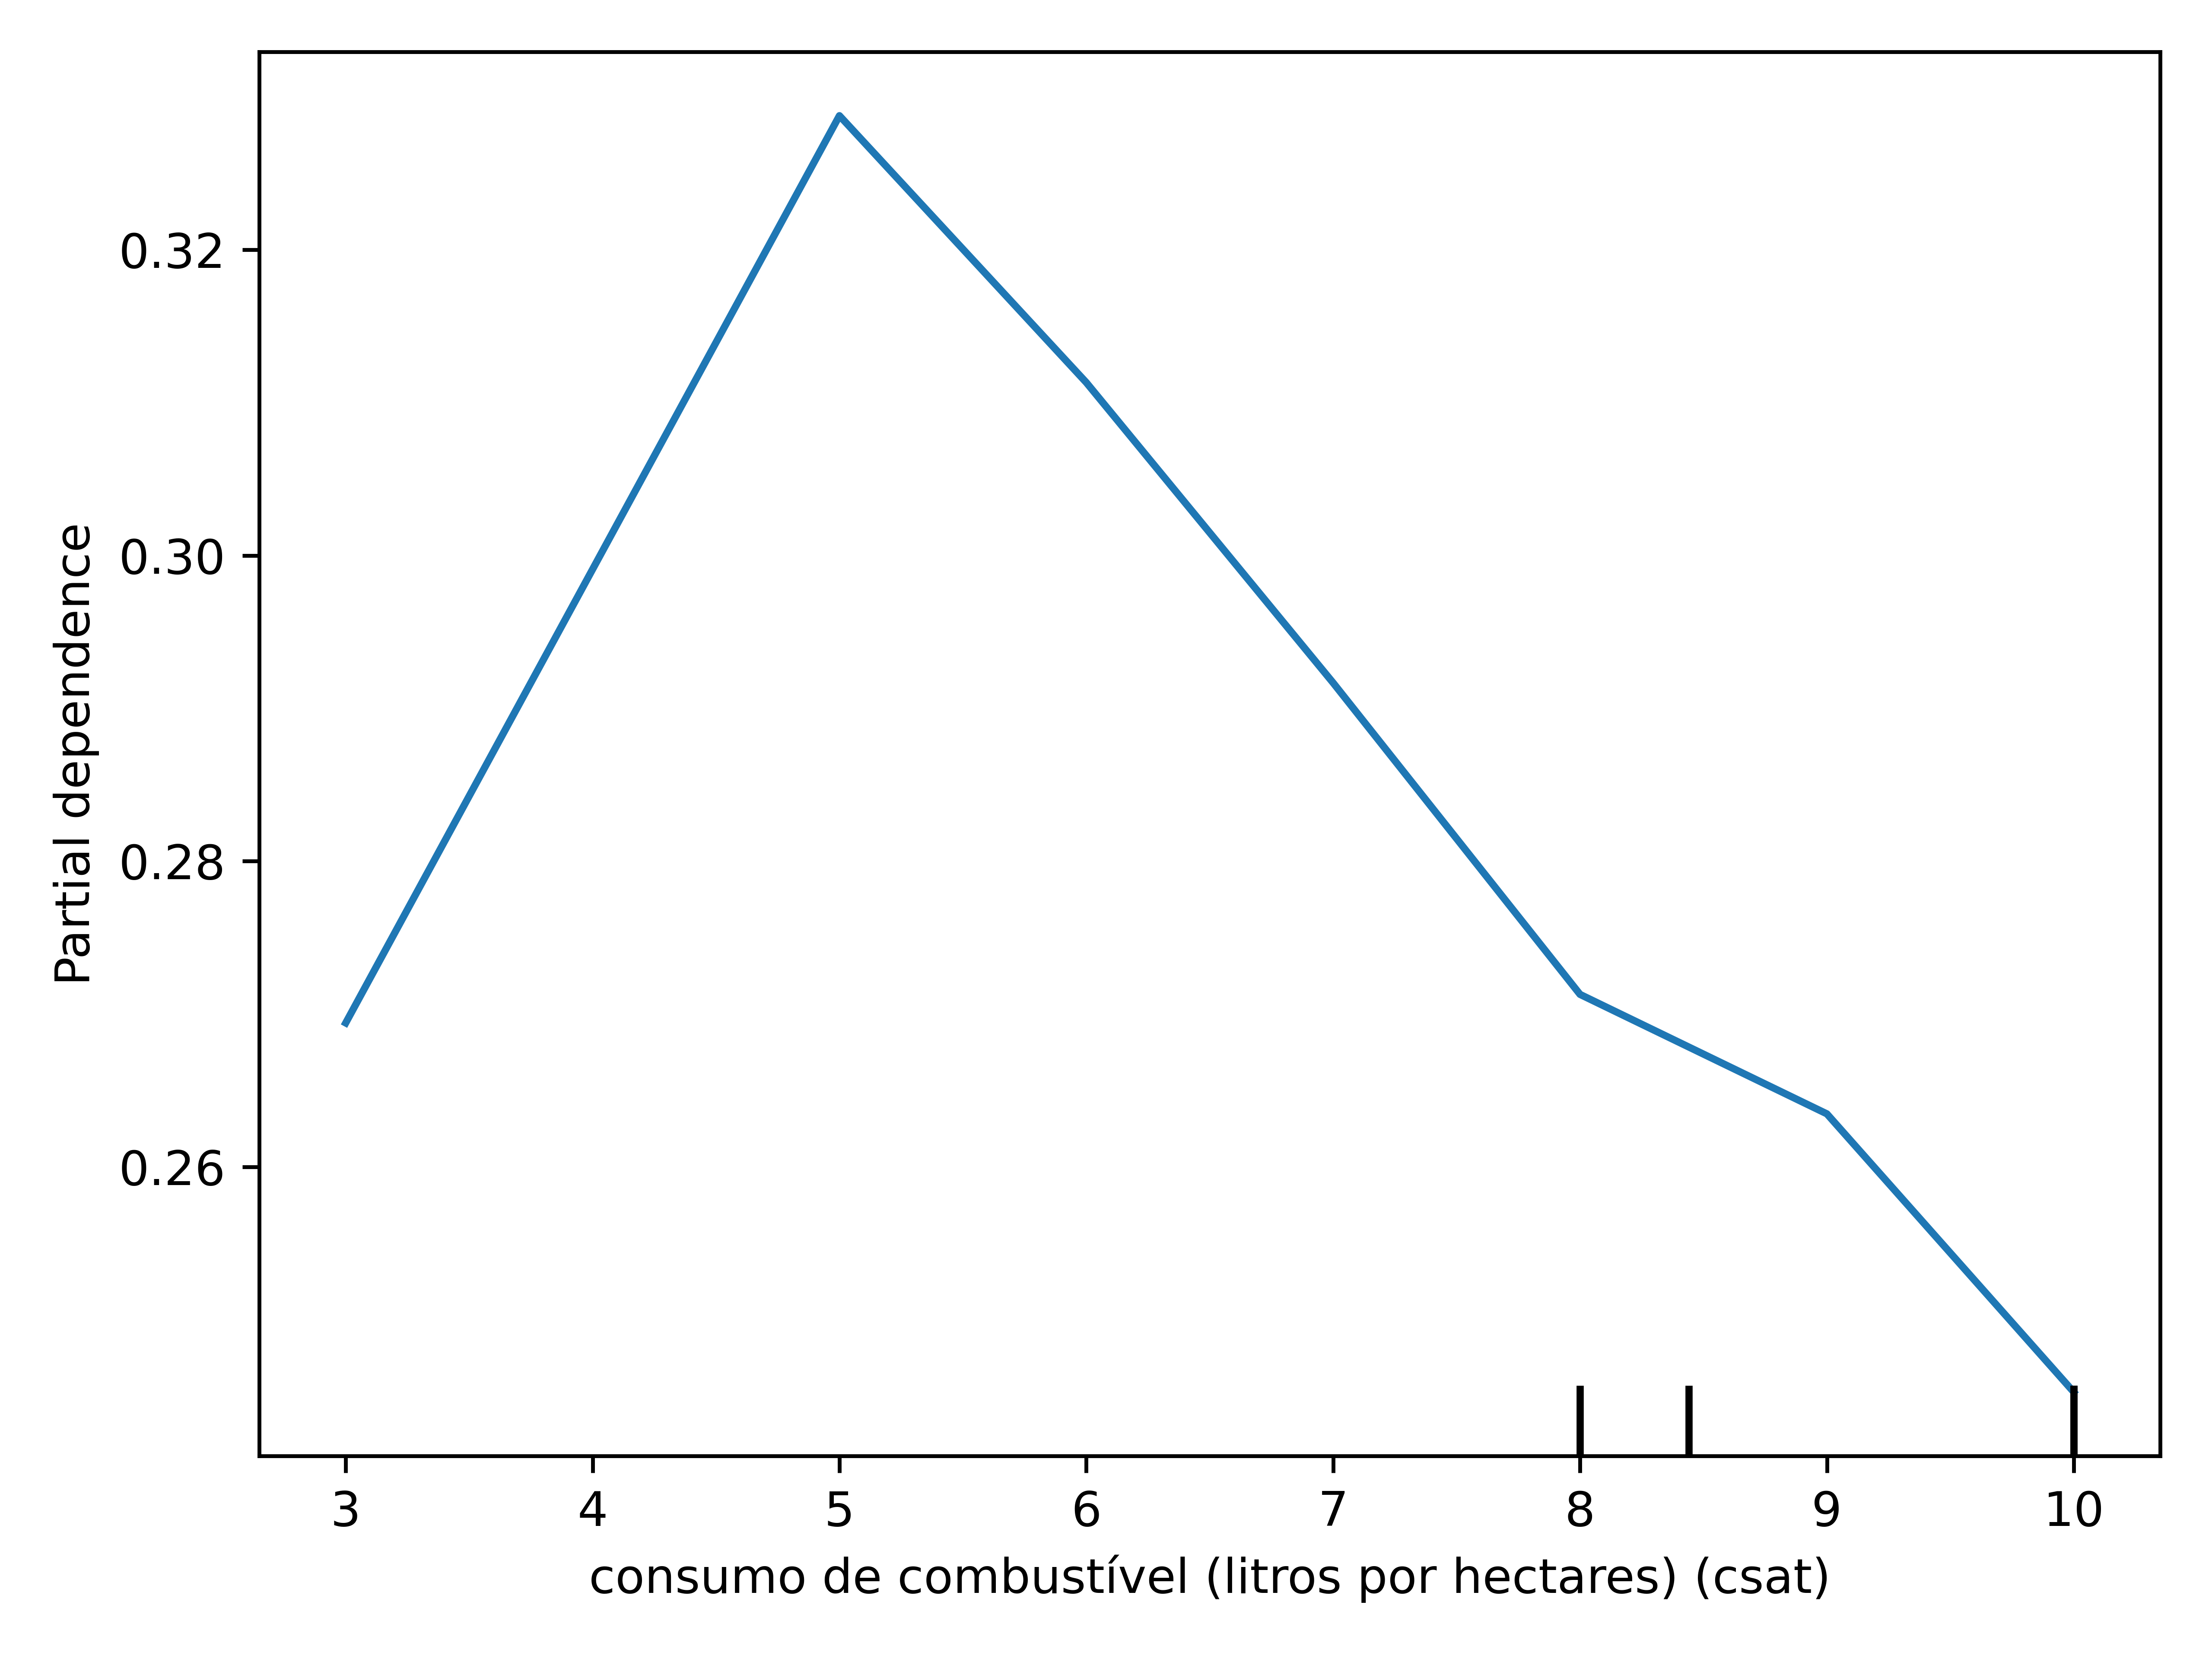 0.32
0.30
0.28
0.26
Partial dependence
3 4 5 6 7 8 9 10
consumo de combustível (litros por hectares) (csat)